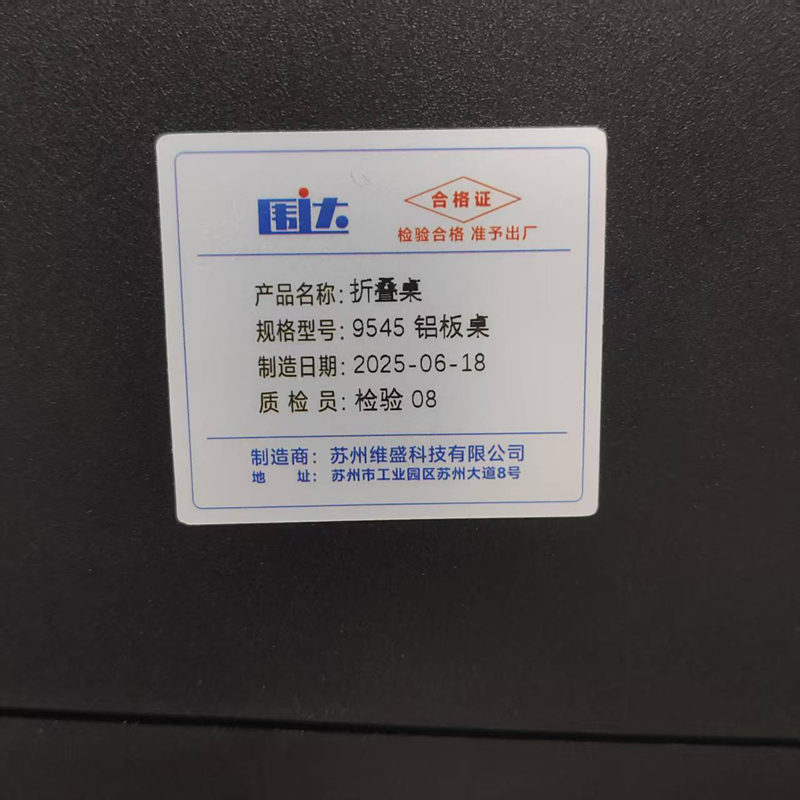 围达
合格证
检验合格 准予出厂
产品名称: 折叠桌
规格型号: 9545 铝板桌
制造日期: 2025-06-18
质 检 员: 检验 08
制造商: 苏州维盛科技有限公司
地 址: 苏州市工业园区苏州大道8号